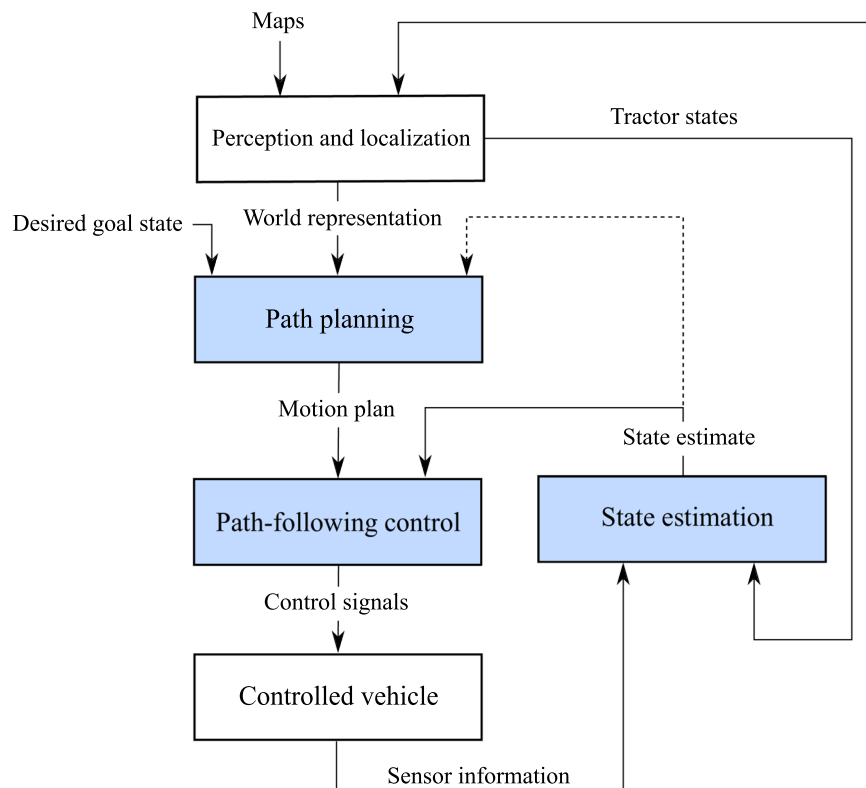 Maps
Perception and localization
Tractor states
World representation
Desired goal state
Path planning
Motion plan
State estimate
Path-following control
State estimation
Control signals
Controlled vehicle
Sensor information